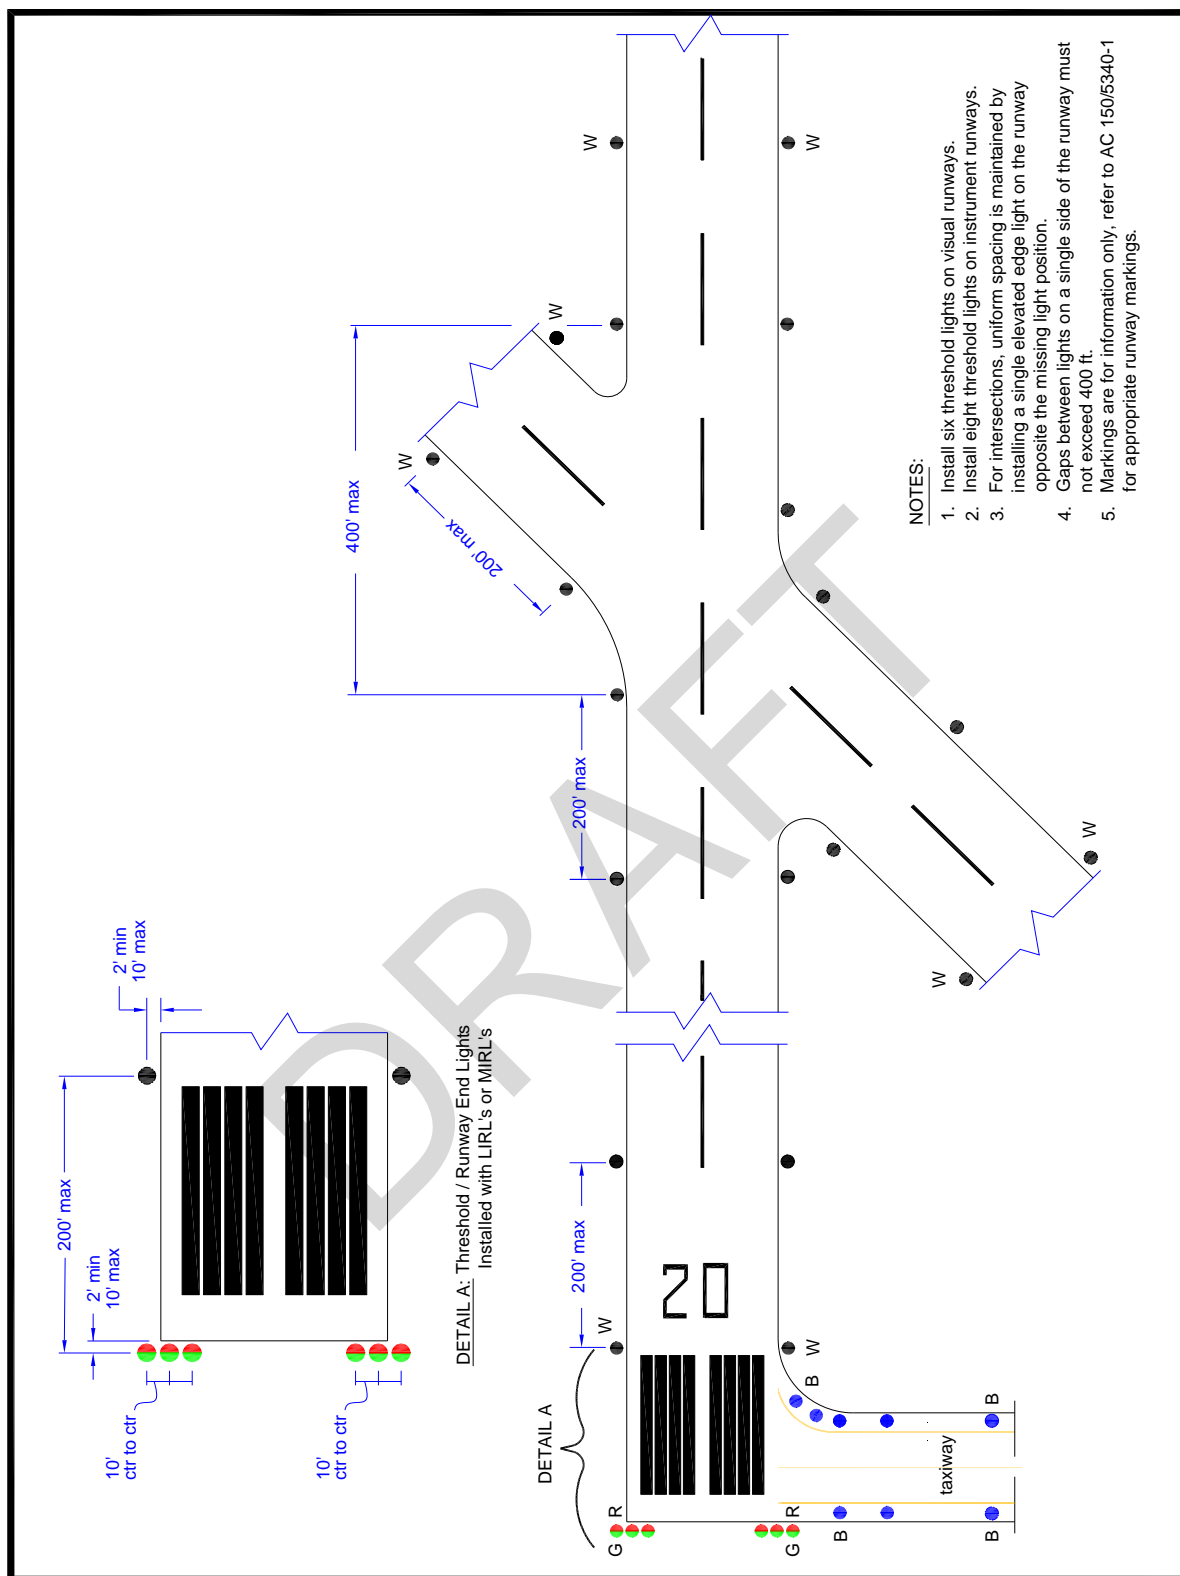 2' min
10' max
200' max
2' min
10' max
10'
ctr to ctr
10'
ctr to ctr
DETAIL A: Threshold / Runway End Lights
Installed with LIRL's or MIRL's
400' max
200' max
200' max
200' max
DETAIL A
W
W
W
W
W
W
W
W
W
G
R
G
R
B
B
B
B
20
taxiway
DRAFT
NOTES:
1. Install six threshold lights on visual runways.
2. Install eight threshold lights on instrument runways.
3. For intersections, uniform spacing is maintained by
installing a single elevated edge light on the runway
opposite the missing light position.
4. Gaps between lights on a single side of the runway must
not exceed 400 ft.
5. Markings are for information only, refer to AC 150/5340-1
for appropriate runway markings.